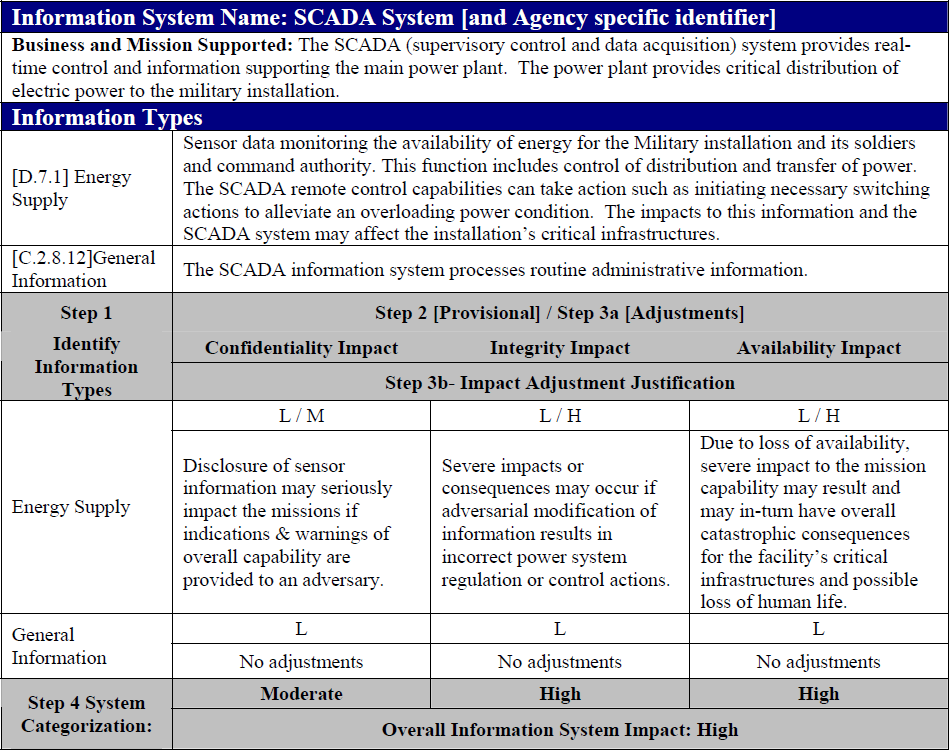 Information System Name: SCADA System [and Agency specific identifier]
Business and Mission Supported: The SCADA (supervisory control and data acquisition) system provides real-
time control and information supporting the main power plant. The power plant provides critical distribution of
electric power to the military installation.
Information Types
[D.7.1] Energy
Supply
Sensor data monitoring the availability of energy for the Military installation and its soldiers
and command authority. This function includes control of distribution and transfer of power.
The SCADA remote control capabilities can take action such as initiating necessary switching
actions to alleviate an overloading power condition. The impacts to this information and the
SCADA system may affect the installation's critical infrastructures.
[C.2.8.12]General
Information
The SCADA information system processes routine administrative information.
Step 1
Identify
Information
Types
Step 2 [Provisional] / Step 3a [Adjustments]
Confidentiality Impact
Integrity Impact
Availability Impact
Step 3b- Impact Adjustment Justification
Energy Supply
L / M
L / H
L / H
Disclosure of sensor
information may seriously
impact the missions if
indications & warnings of
overall capability are
provided to an adversary.
Severe impacts or
consequences may occur if
adversarial modification of
information results in
incorrect power system
regulation or control actions.
Due to loss of availability,
severe impact to the mission
capability may result and
may in-turn have overall
catastrophic consequences
for the facility's critical
infrastructures and possible
loss of human life.
General
Information
L
L
L
No adjustments
No adjustments
No adjustments
Step 4 System
Categorization:
Moderate
High
High
Overall Information System Impact: High